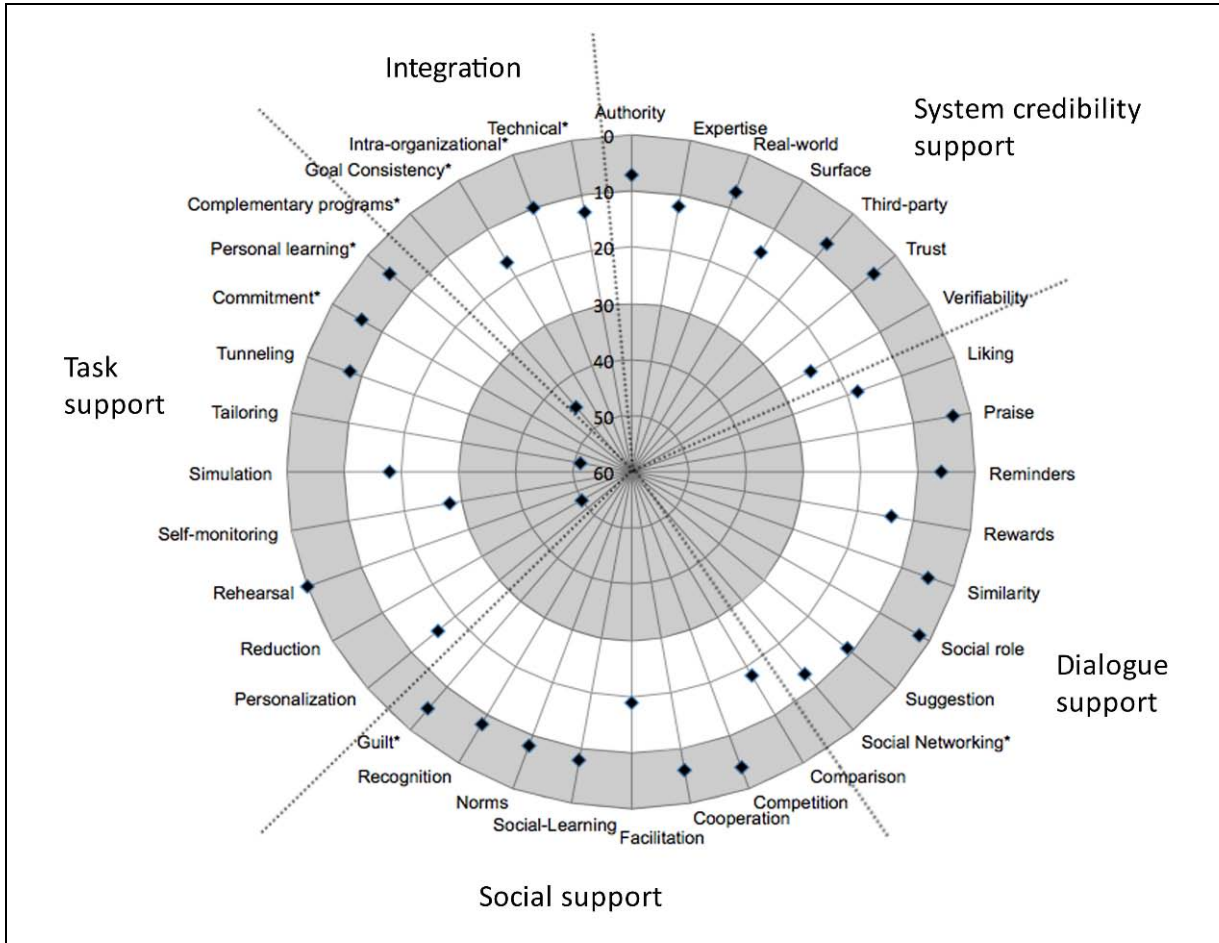 Integration
System credibility
support
Authority
Expertise
Real-world
Surface
Third-party
Trust
Verifiability
Liking
Praise
Reminders
Rewards
Similarity
Social role
Suggestion
Social Networking*
Comparison
Competition
Cooperation
Facilitation
Social-Learning
Norms
Recognition
Guilt*
Personalization
Reduction
Rehearsal
Self-monitoring
Simulation
Tailoring
Tunneling
Commitment*
Personal learning*
Complementary programs*
Goal Consistency*
Intra-organizational*
Technical*
0
10
20
30
40
50
60
Task
support
Dialogue
support
Social support